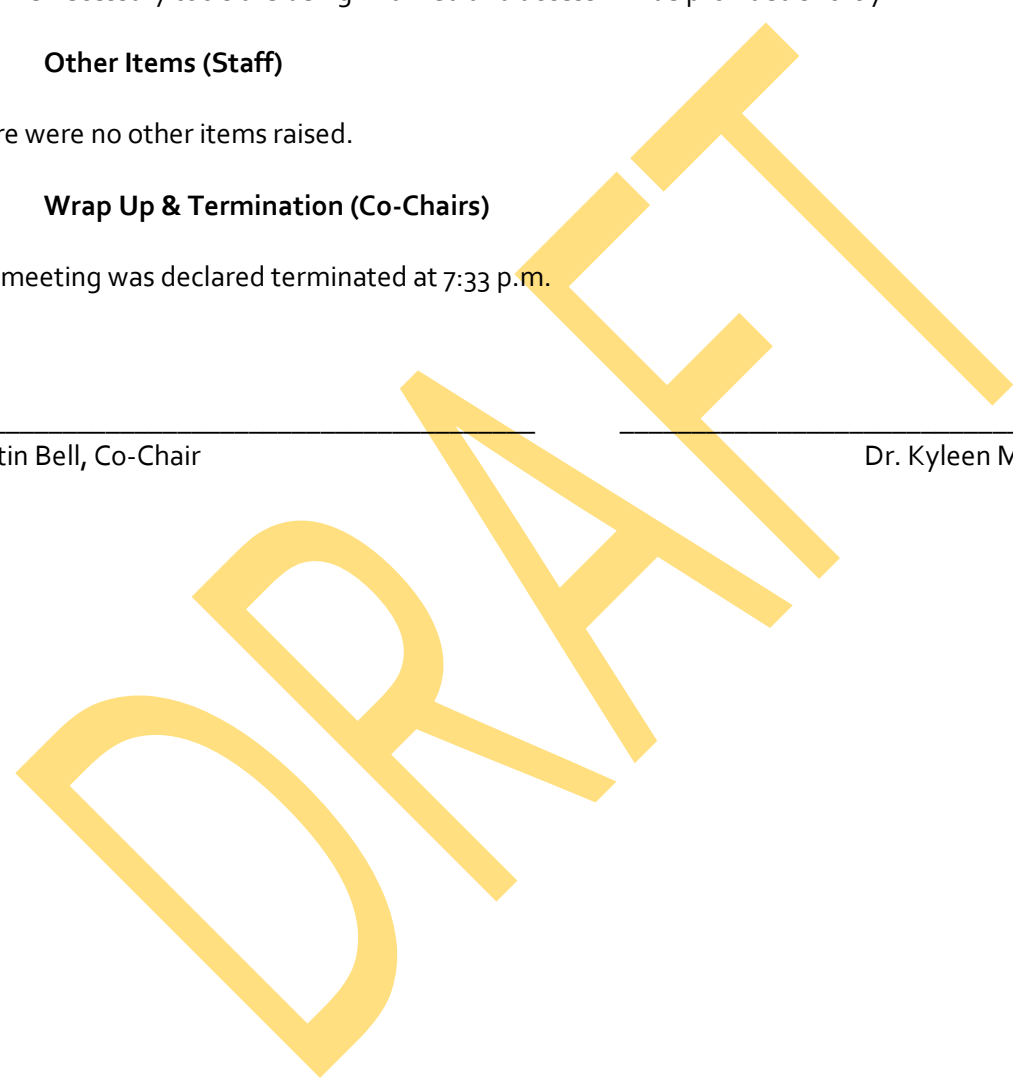 Other Items (Staff)
re were no other items raised.
Wrap Up & Termination (Co-Chairs)
meeting was declared terminated at 7:33 p.m.
tin Bell, Co-Chair Dr. Kyleen M
DRAFT